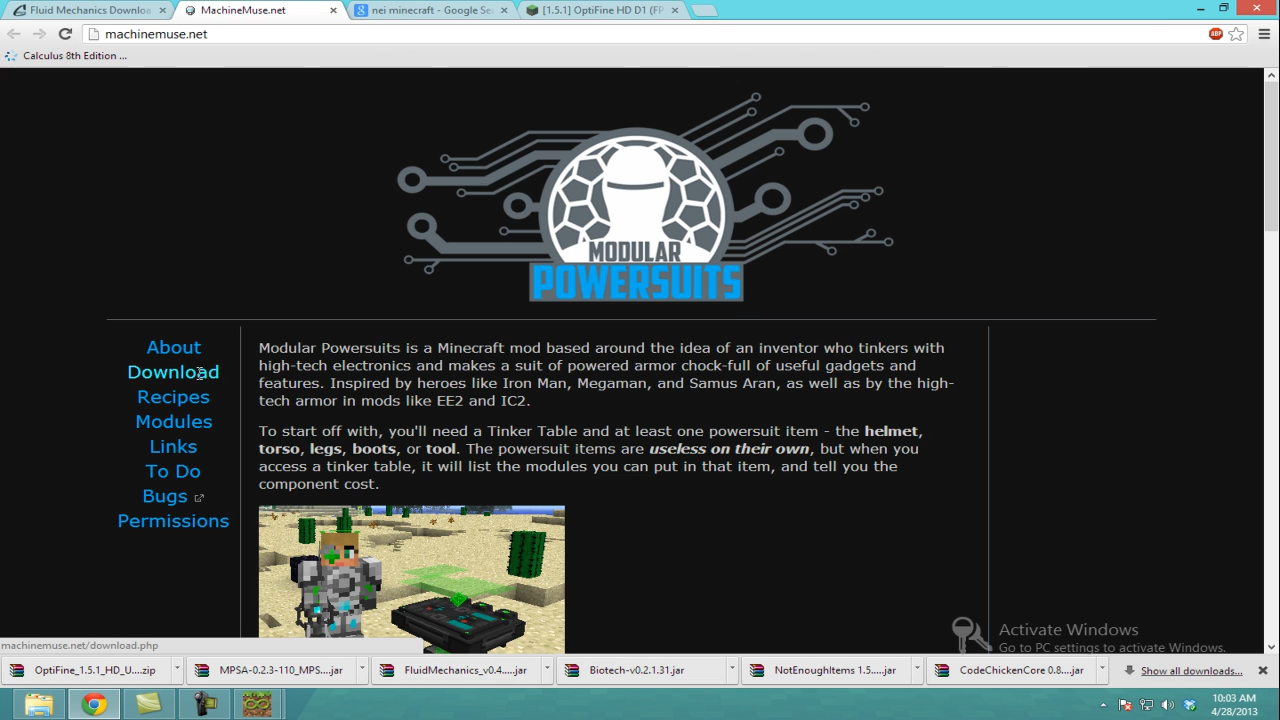 Fluid Mechanics Downloa
MachineMuse.net
nei minecraft - Google Se
[1.5.1] OptiFine HD D1 (FP
machinemuse.net
ABP
Calculus 8th Edition ...
MODULAR
POWERSUITS
About
Download
Recipes
Modules
Links
To Do
Bugs
Permissions
Modular Powersuits is a Minecraft mod based around the idea of an inventor who tinkers with
high-tech electronics and makes a suit of powered armor chock-full of useful gadgets and
features. Inspired by heroes like Iron Man, Megaman, and Samus Aran, as well as by the high-
tech armor in mods like EE2 and IC2.
To start off with, you'll need a Tinker Table and at least one powersuit item - the helmet,
torso, legs, boots, or tool. The powersuit items are useless on their own, but when you
access a tinker table, it will list the modules you can put in that item, and tell you the
component cost.
Activate Windows
Go to PC settings to activate Windows.
machinemuse.net/download.php
OptiFine_1.5.1_HD_U....zip
MPSA-0.2.3-110_MPS....jar
FluidMechanics_v0.4....jar
Biotech-v0.2.1.31.jar
NotEnoughItems 1.5....jar
CodeChickenCore 0.8....jar
Show all downloads...
10:03 AM
4/28/2013